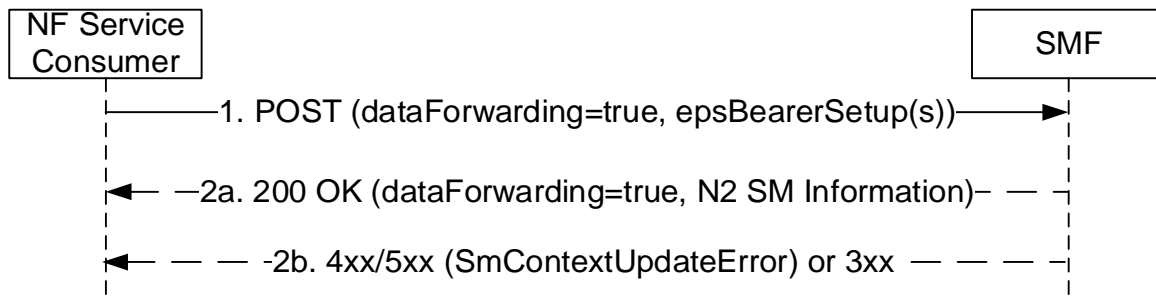 NF Service
Consumer
SMF
1. POST (dataForwarding=true, epsBearerSetup(s))
2a. 200 OK (dataForwarding=true, N2 SM Information)
2b. 4xx/5xx (SmContextUpdateError) or 3xx